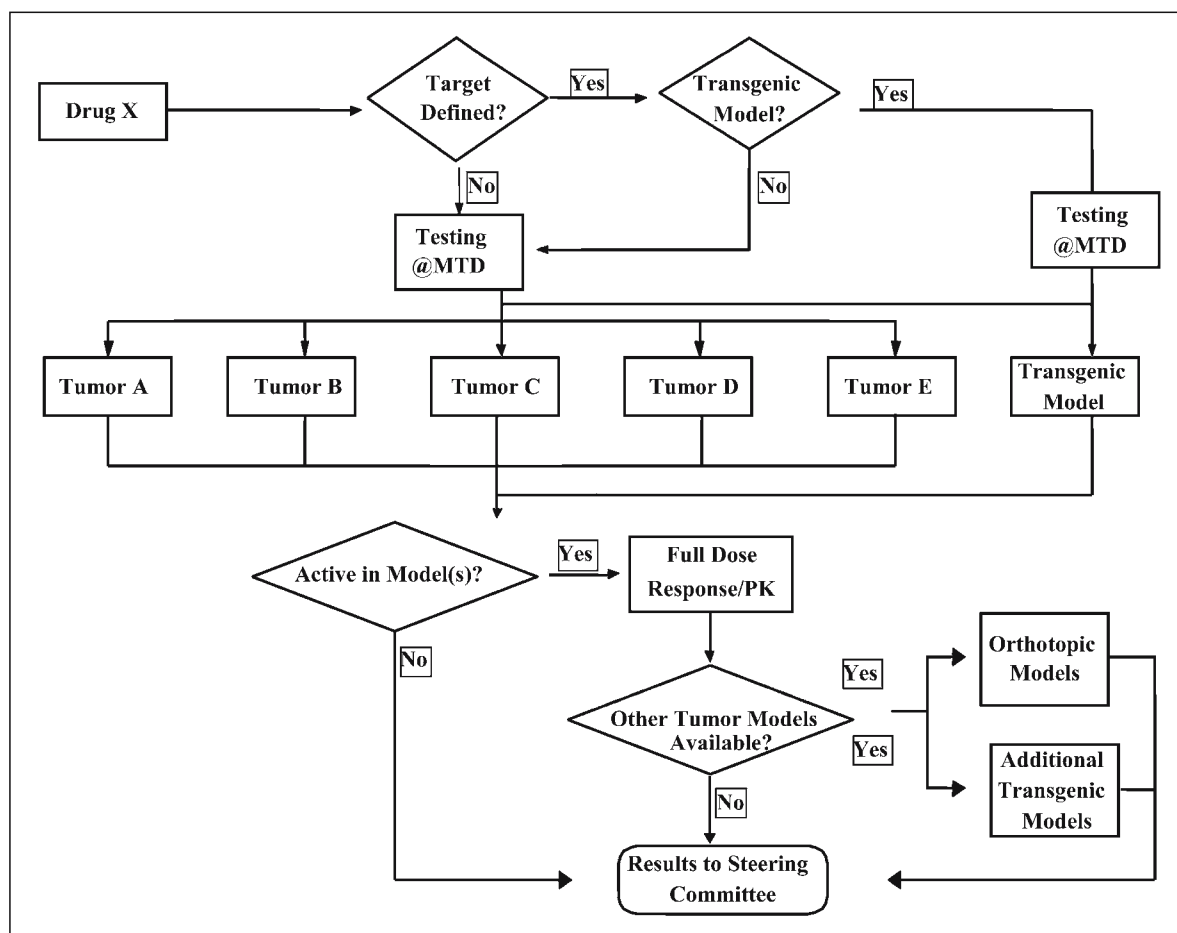 Drug X
Target
Defined?
Yes
Transgenic
Model?
Yes
No
No
Testing
@MTD
Testing
@MTD
Tumor A
Tumor B
Tumor C
Tumor D
Tumor E
Transgenic
Model
Active in Model(s)?
Yes
Full Dose
Response/PK
No
Other Tumor Models
Available?
Yes
Yes
Orthotopic
Models
Additional
Transgenic
Models
No
Results to Steering
Committee